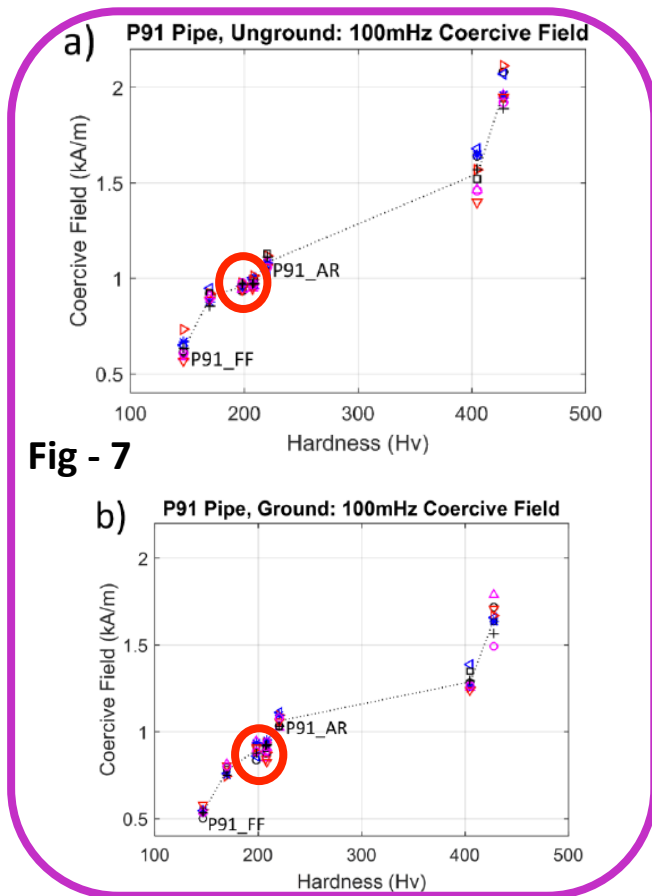 a)
P91 Pipe, Unground: 100mHz Coercive Field
Coercive Field (kA/m)
2
1.5
1
0.5
P91_AR
P91_FF
100 200 300 400 500
Hardness (Hv)
Fig - 7
b)
P91 Pipe, Ground: 100mHz Coercive Field
Coercive Field (kA/m)
2
1.5
1
0.5
P91_AR
P91_FF
100 200 300 400 500
Hardness (Hv)